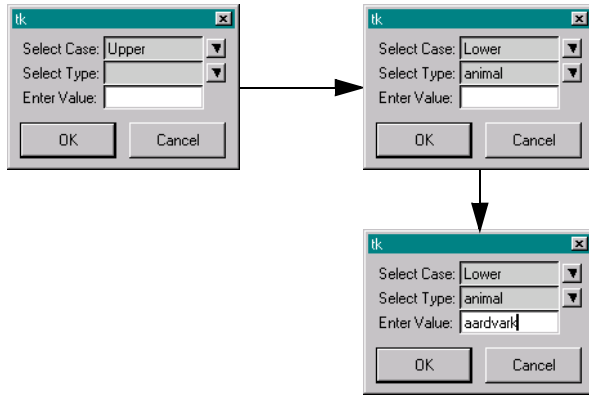 tk
Select Case: Upper
Select Type:
Enter Value:
OK Cancel
tk
Select Case: Lower
Select Type: animal
Enter Value:
OK Cancel
tk
Select Case: Lower
Select Type: animal
Enter Value: aardvark
OK Cancel